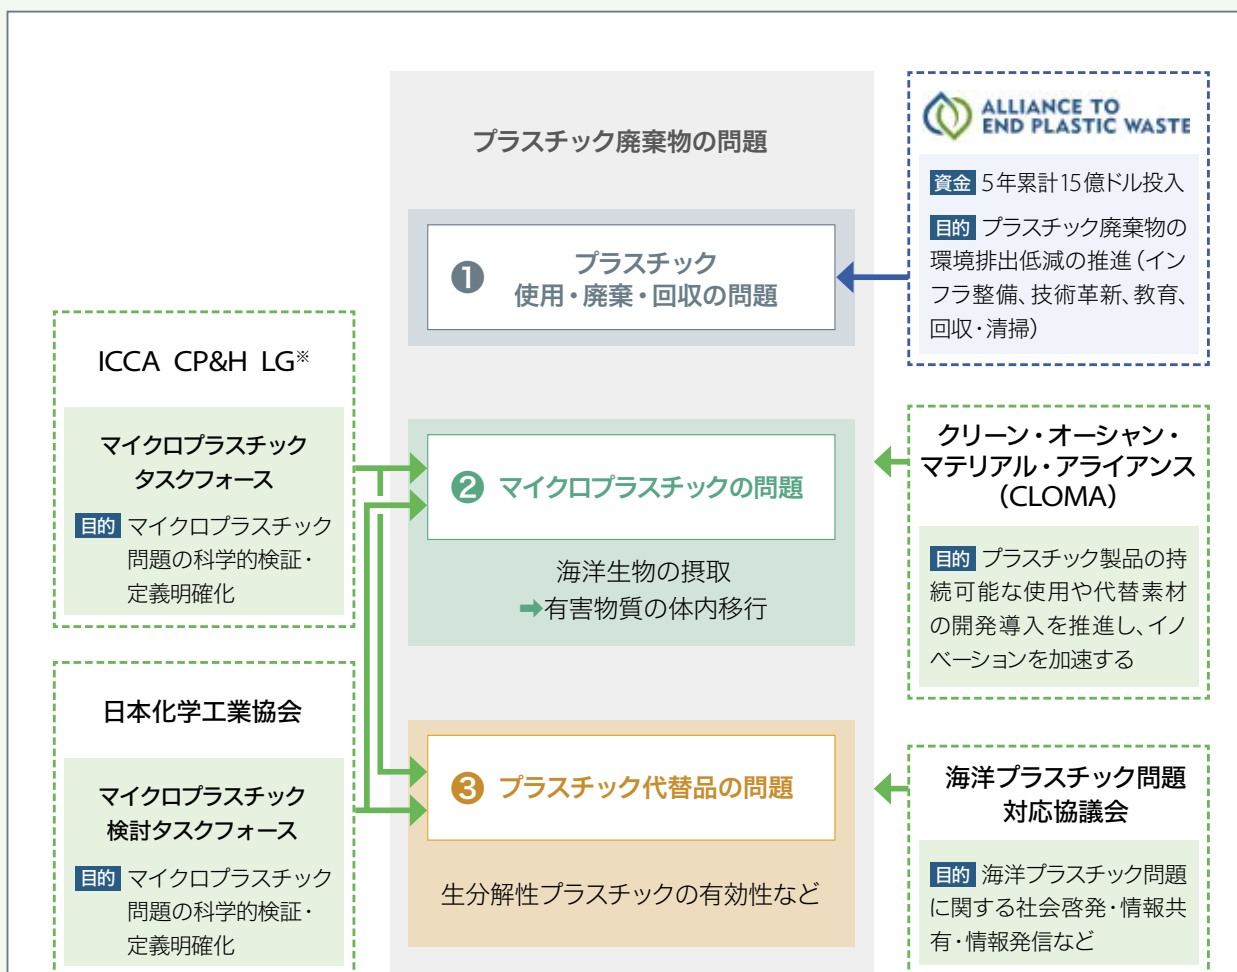 プラスチック廃棄物の問題
❶ プラスチック
使用・廃棄・回収の問題
❷ マイクロプラスチックの問題
海洋生物の摂取
➡有害物質の体内移行
❸ プラスチック代替品の問題
生分解性プラスチックの有効性など
ICCA CP&H LG※
マイクロプラスチック
タスクフォース
目的 マイクロプラスチック
問題の科学的検証・
定義明確化
日本化学工業協会
マイクロプラスチック
検討タスクフォース
目的 マイクロプラスチック
問題の科学的検証・
定義明確化
ALLIANCE TO
END PLASTIC WASTE
資金 5年累計15億ドル投入
目的 プラスチック廃棄物の
環境排出低減の推進（イン
フラ整備、技術革新、教育、
回収・清掃）
クリーン・オーシャン・
マテリアル・アライアンス
（CLOMA）
目的 プラスチック製品の持
続可能な使用や代替素材
の開発導入を推進し、イノ
ベーションを加速する
海洋プラスチック問題
対応協議会
目的 海洋プラスチック問題
に関する社会啓発・情報共
有・情報発信など